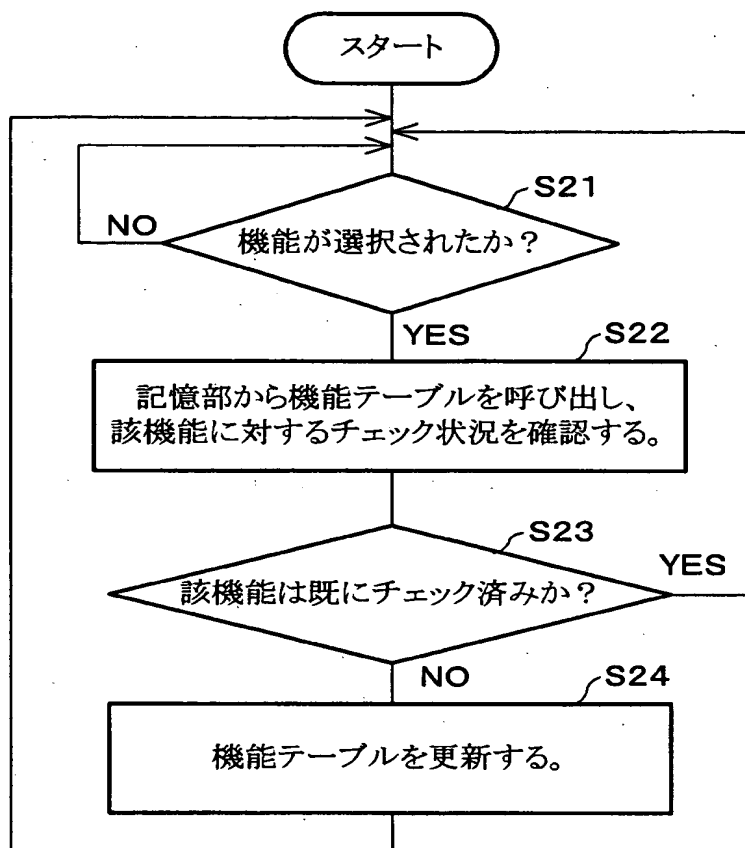 スタート
S21
NO
機能が選択されたか?
YES
S22
記憶部から機能テーブルを呼び出し、
該機能に対するチェック状況を確認する。
S23
YES
該機能は既にチェック済みか?
NO
S24
機能テーブルを更新する。